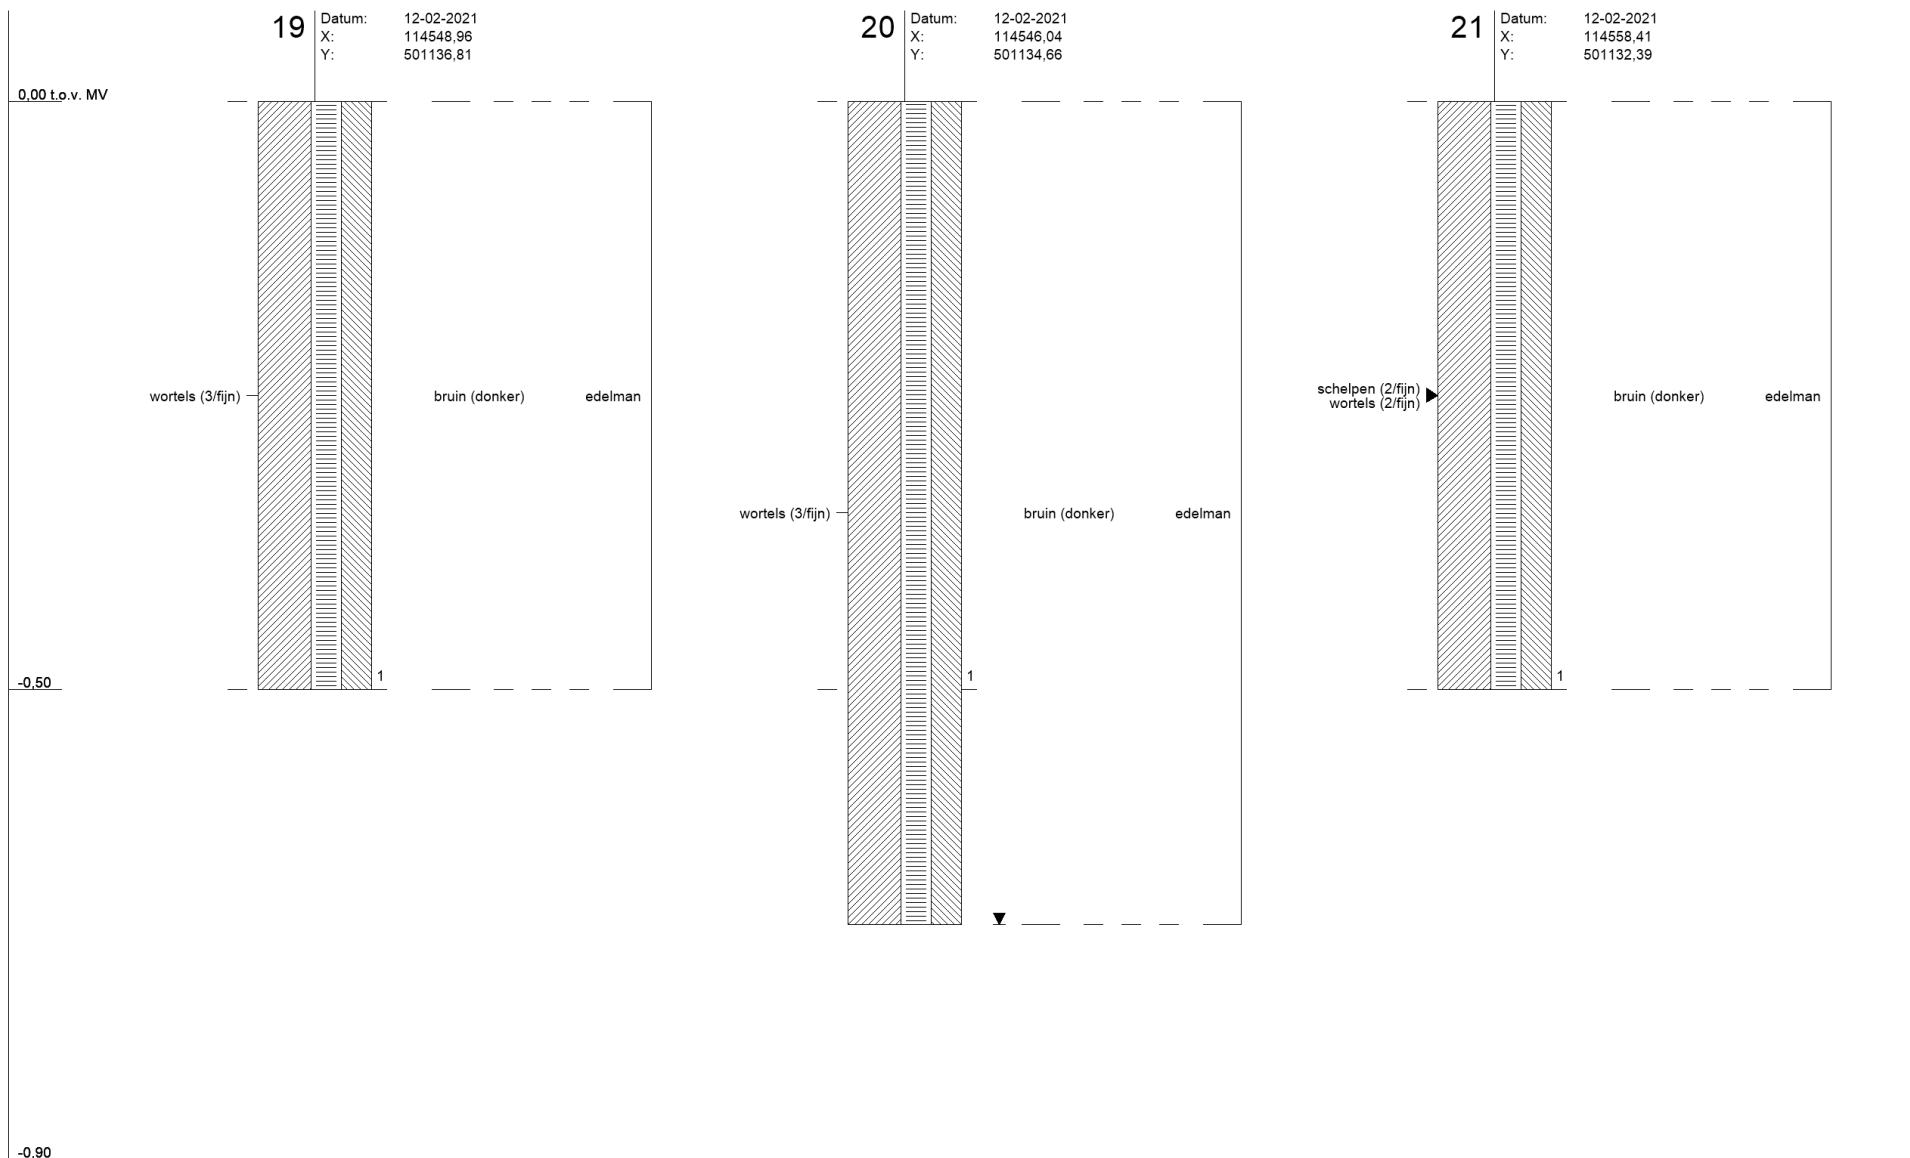 19
Datum: 12-02-2021
X: 114548,96
Y: 501136,81
20
Datum: 12-02-2021
X: 114546,04
Y: 501134,66
21
Datum: 12-02-2021
X: 114558,41
Y: 501132,39
0,00 t.o.v. MV
wortels (3/fijn)
bruin (donker)
edelman
1
wortels (3/fijn)
bruin (donker)
edelman
1
schelpen (2/fijn)
wortels (2/fijn)
bruin (donker)
edelman
1
-0,50
-0,90